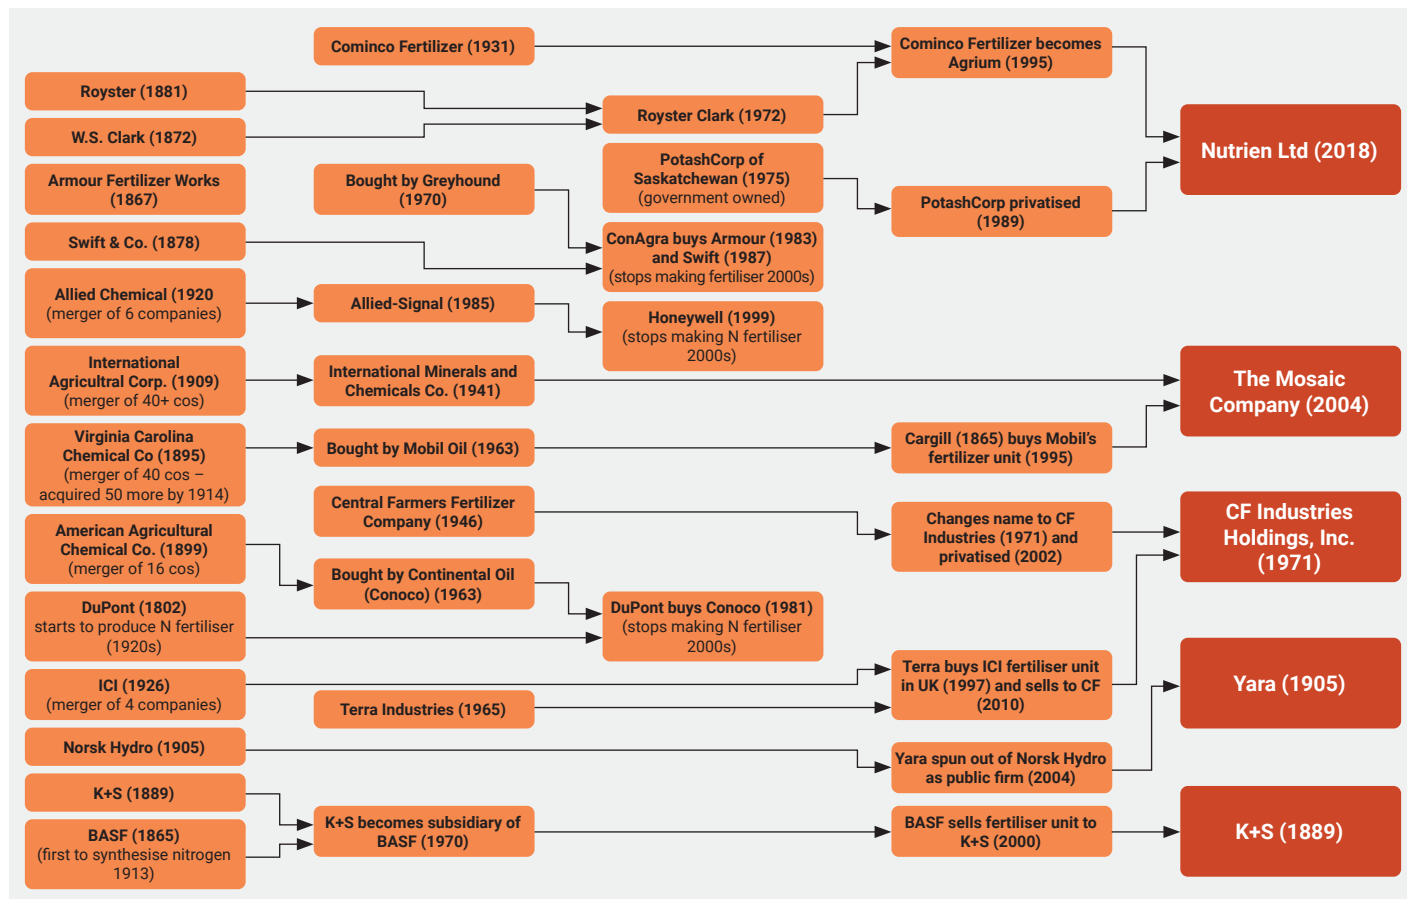 Cominco Fertilizer (1931)
Cominco Fertilizer becomes
Agrium (1995)
Royster (1881)
W.S. Clark (1872)
Royster Clark (1972)
Nutrien Ltd (2018)
Armour Fertilizer Works
(1867)
Bought by Greyhound
(1970)
PotashCorp of
Saskatchewan (1975)
(government owned)
PotashCorp privatised
(1989)
Swift & Co. (1878)
ConAgra buys Armour (1983)
and Swift (1987)
(stops making fertiliser 2000s)
Allied Chemical (1920
(merger of 6 companies)
Allied-Signal (1985)
Honeywell (1999)
(stops making N fertiliser
2000s)
International
Agricultral Corp. (1909)
(merger of 40+ cos)
International Minerals and
Chemicals Co. (1941)
The Mosaic
Company (2004)
Virginia Carolina
Chemical Co (1895)
(merger of 40 cos –
acquired 50 more by 1914)
Bought by Mobil Oil (1963)
Cargill (1865) buys Mobil's
fertilizer unit (1995)
Central Farmers Fertilizer
Company (1946)
Changes name to CF
Industries (1971) and
privatised (2002)
CF Industries
Holdings, Inc.
(1971)
American Agricultural
Chemical Co. (1899)
(merger of 16 cos)
Bought by Continental Oil
(Conoco) (1963)
DuPont (1802)
starts to produce N fertiliser
(1920s)
DuPont buys Conoco (1981)
(stops making N fertiliser
2000s)
ICI (1926)
(merger of 4 companies)
Terra Industries (1965)
Terra buys ICI fertiliser unit
in UK (1997) and sells to CF
(2010)
Yara (1905)
Norsk Hydro (1905)
Yara spun out of Norsk Hydro
as public firm (2004)
K+S (1889)
BASF (1865)
(first to synthesise nitrogen
1913)
K+S becomes subsidiary of
BASF (1970)
BASF sells fertiliser unit to
K+S (2000)
K+S (1889)